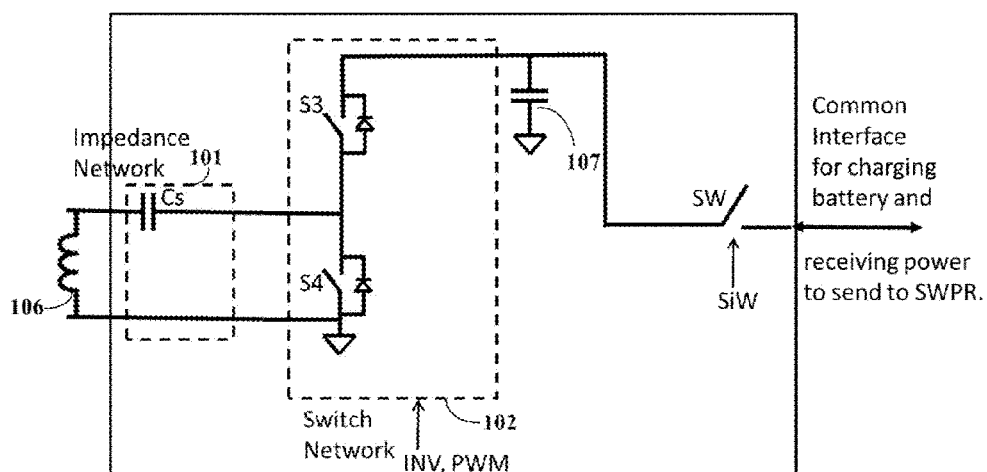 S3
Impedance
Network
101
Cs
107
Common
Interface
for charging
battery and
SW
S4
106
SiW
receiving power
to send to SWPR.
Switch
Network
102
INV, PWM